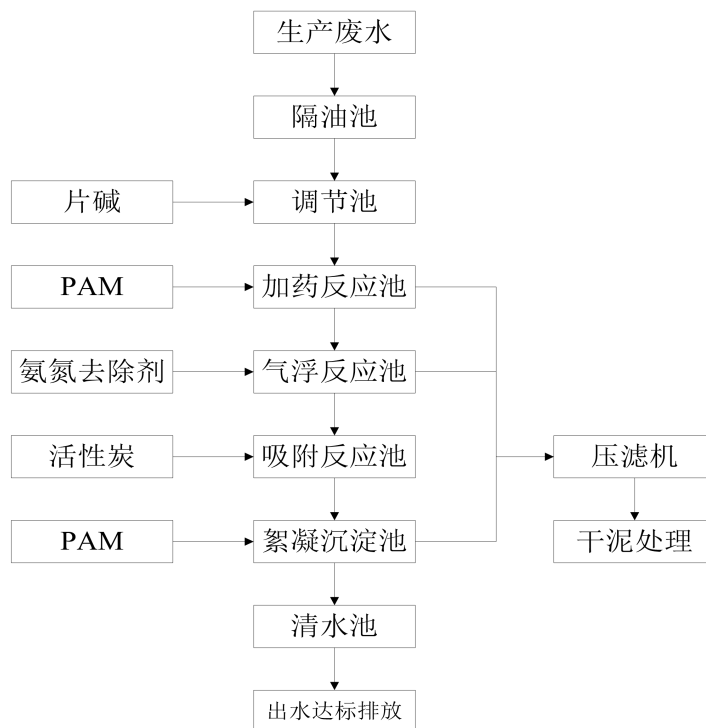 生产废水
隔油池
片碱
调节池
PAM
加药反应池
氨氮去除剂
气浮反应池
活性炭
吸附反应池
压滤机
PAM
絮凝沉淀池
干泥处理
清水池
出水达标排放